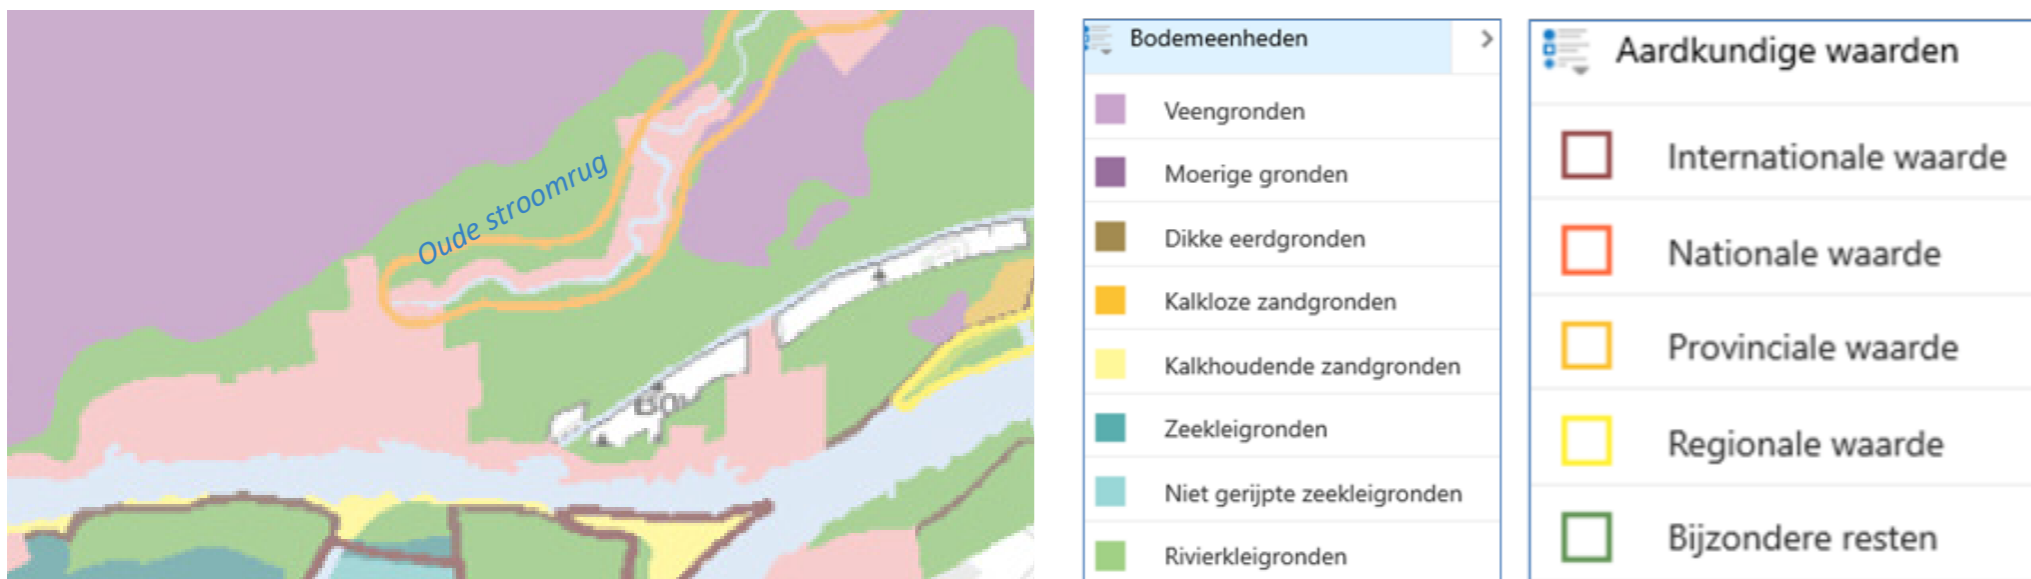 Oude stroomrug
Bodemeenheden
Veengronden
Moerige gronden
Dikke eerdgronden
Kalkloze zandgronden
Kalkhoudende zandgronden
Zeekleigronden
Niet gerijpte zeekleigronden
Rivierkleigronden
Aardkundige waarden
Internationale waarde
Nationale waarde
Provinciale waarde
Regionale waarde
Bijzondere resten